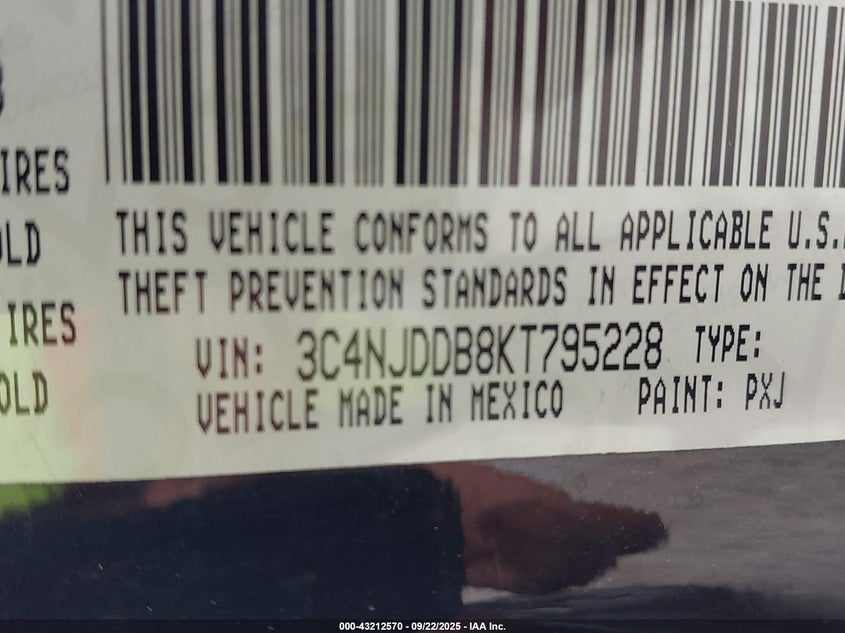 IRES
OLD
IRES
OLD
THIS VEHICLE CONFORMS TO ALL APPLICABLE U.S.
THEFT PREVENTION STANDARDS IN EFFECT ON THE
VIN: 3C4NJDDB8KT795228 TYPE:
VEHICLE MADE IN MEXICO PAINT: PXJ
000-43212570 - 09/22/2025 - IAA Inc.